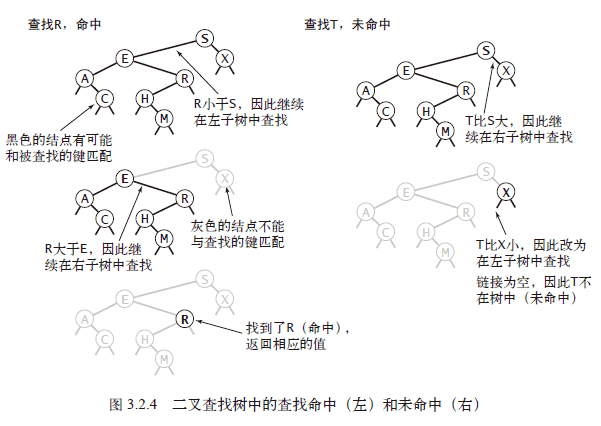 查找R，命中
S
E
X
A
R
C
H
M
R小于S，因此继续
在左子树中查找
黑色的结点有可能
和被查找的键匹配
S
E
X
A
R
C
H
M
灰色的结点不能
与查找的键匹配
R大于E，因此继
续在右子树中查找
S
E
X
A
R
C
H
M
找到了R（命中），
返回相应的值
查找T，未命中
S
E
X
A
R
C
H
M
T比S大，因此继
续在右子树中查找
S
E
X
A
R
C
H
M
T比X小，因此改为
在左子树中查找
链接为空，因此T不
在树中（未命中）
图 3.2.4 二叉查找树中的查找命中（左）和未命中（右）